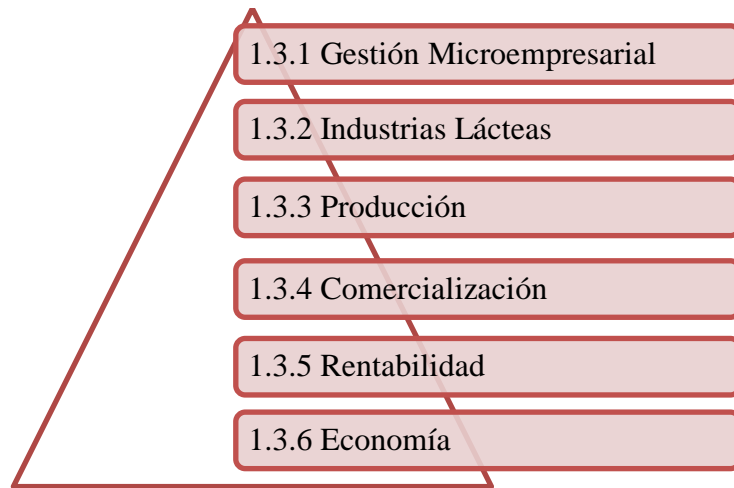 1.3.1 Gestión Microempresarial
1.3.2 Industrias Lácteas
1.3.3 Producción
1.3.4 Comercialización
1.3.5 Rentabilidad
1.3.6 Economía